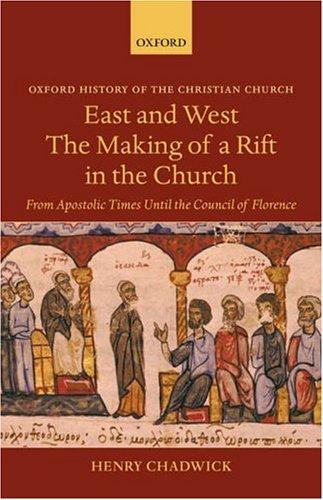 OXFORD
OXFORD HISTORY OF THE CHRISTIAN CHURCH
East and West
The Making of a Rift
in the Church
From Apostolic Times Until the Council of Florence
HENRY CHADWICK